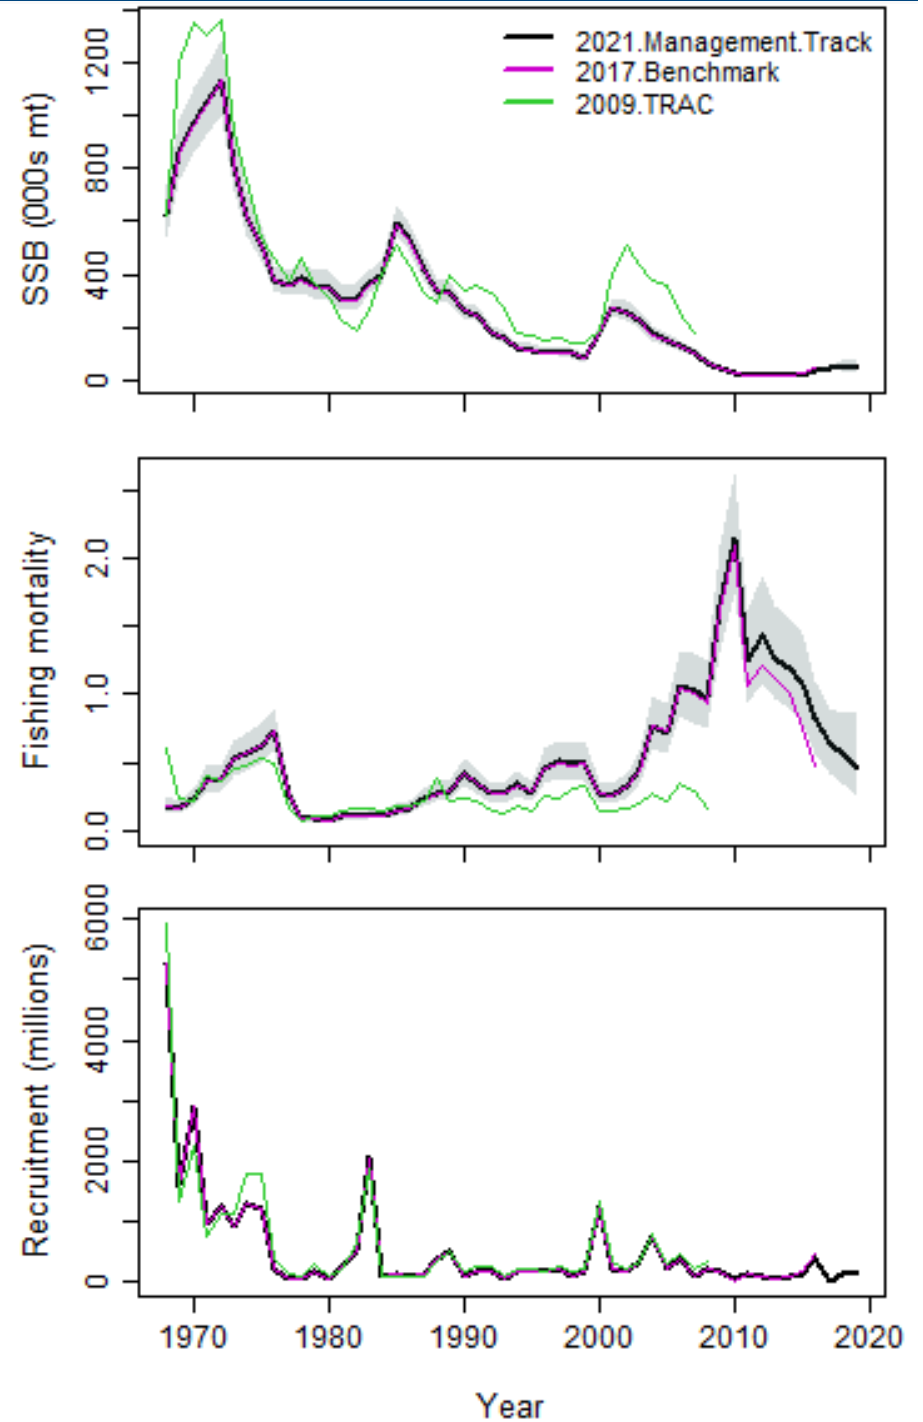 2021.Management.Track
2017.Benchmark
2009.TRAC
SSB (000s mt)
1200
800
400
0
Fishing mortality
2.0
1.0
0.0
Recruitment (millions)
6000
4000
2000
0
1970 1980 1990 2000 2010 2020
Year